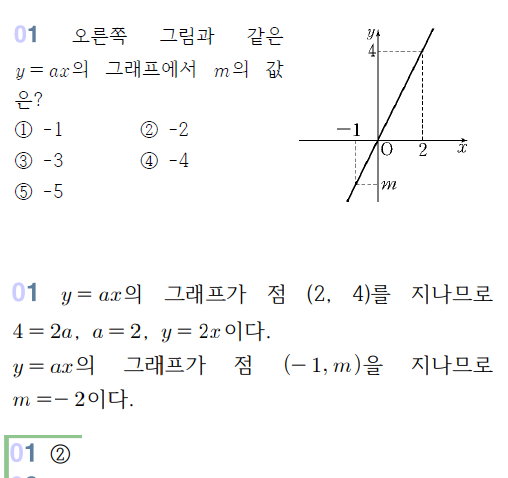 01 오른쪽 그림과 같은
y = ax의 그래프에서 m의 값
은?
① -1 ② -2
③ -3 ④ -4
⑤ -5
y
4
-1
O 2 x
m
01 y = ax의 그래프가 점 (2, 4)를 지나므로
4 = 2a, a = 2, y = 2x이다.
y = ax의 그래프가 점 (-1, m)을 지나므로
m =-2이다.
01 ②